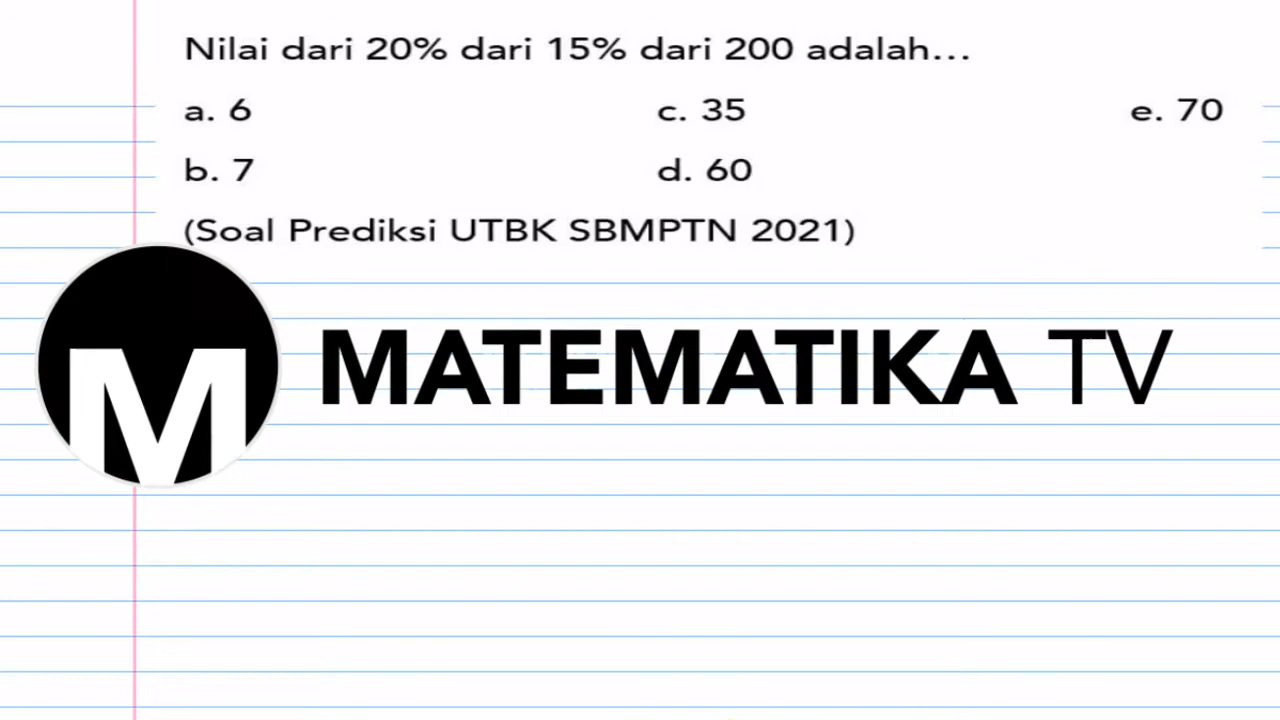 Nilai dari 20% dari 15% dari 200 adalah...
a. 6 c. 35 e. 70
b. 7 d. 60
(Soal Prediksi UTBK SBMPTN 2021)
M MATEMATIKA TV